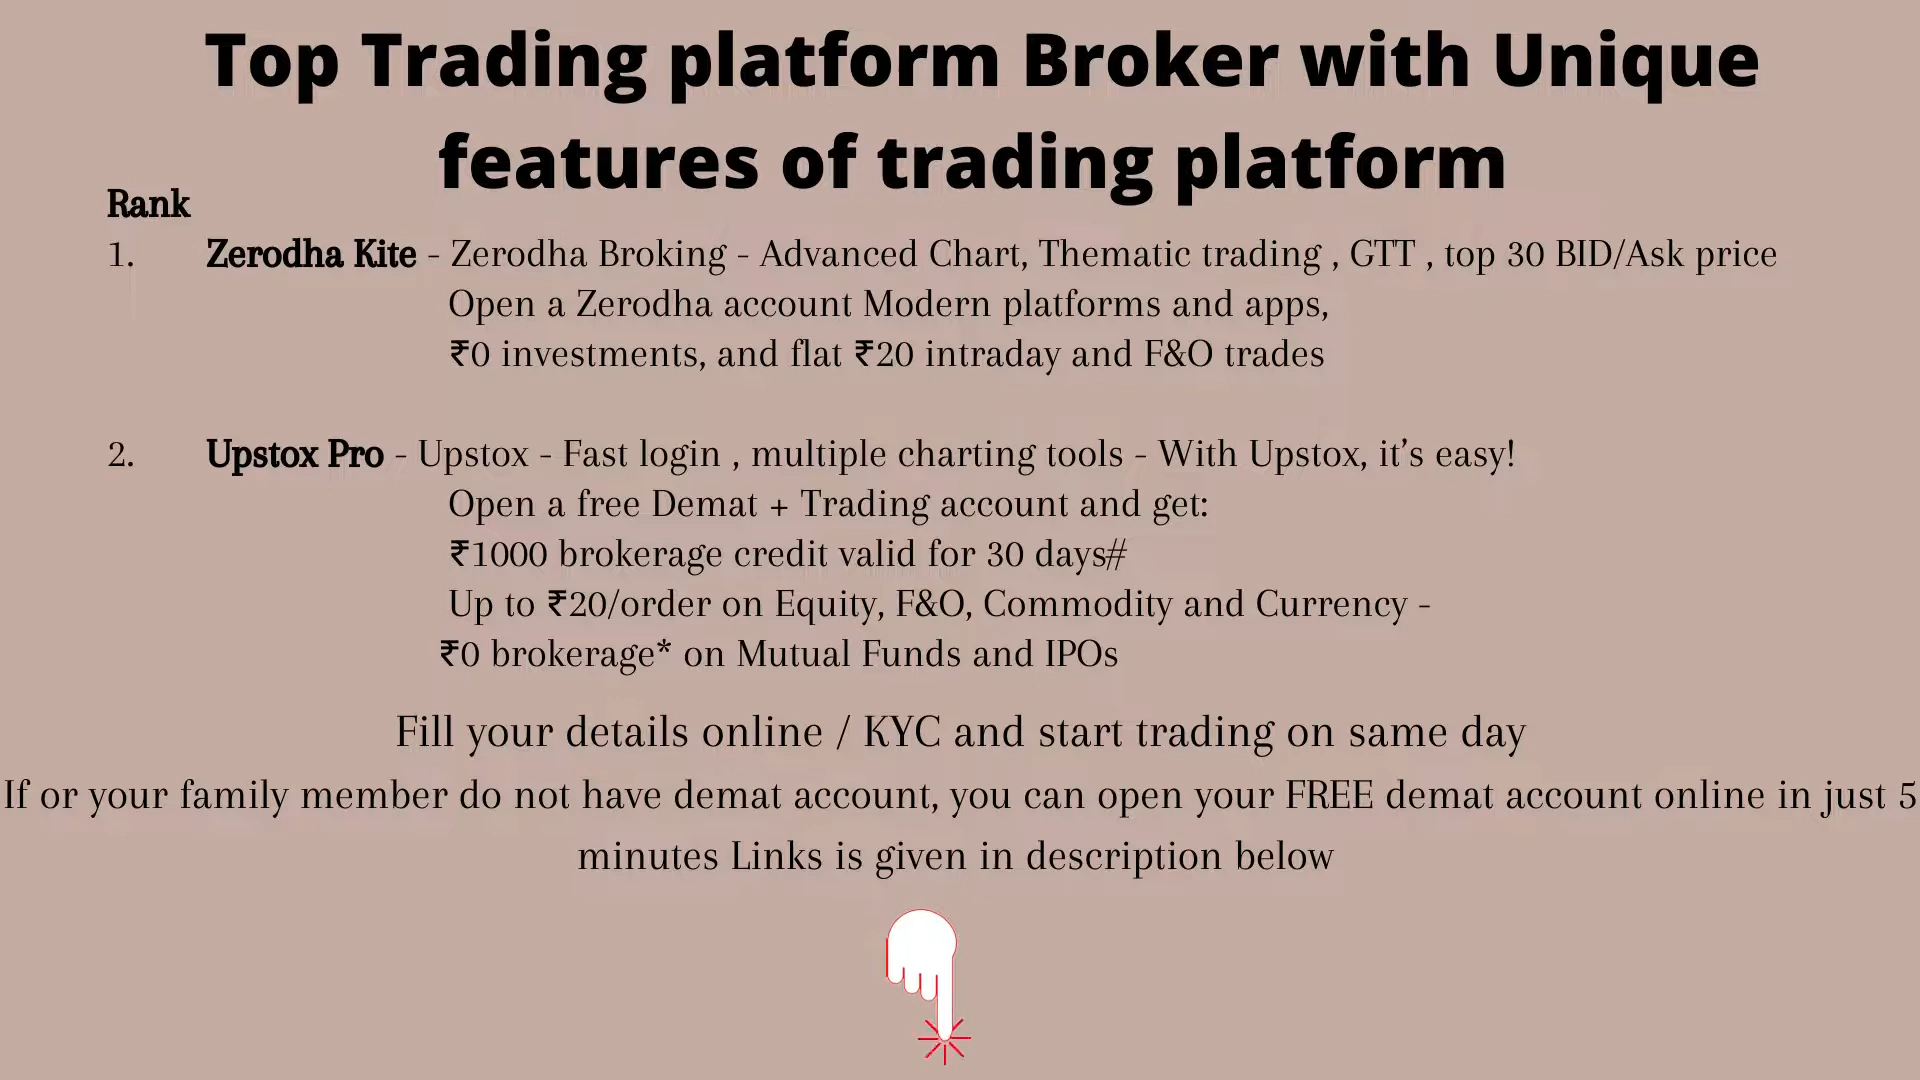 Top Trading platform Broker with Unique
features of trading platform
Rank
1. Zerodha Kite - Zerodha Broking - Advanced Chart, Thematic trading , GTT , top 30 BID/Ask price
Open a Zerodha account Modern platforms and apps,
₹0 investments, and flat ₹20 intraday and F&O trades
2. Upstox Pro - Upstox - Fast login , multiple charting tools - With Upstox, it’s easy!
Open a free Demat + Trading account and get:
₹1000 brokerage credit valid for 30 days#
Up to ₹20/order on Equity, F&O, Commodity and Currency -
₹0 brokerage* on Mutual Funds and IPOs
Fill your details online / KYC and start trading on same day
If or your family member do not have demat account, you can open your FREE demat account online in just 5
minutes Links is given in description below